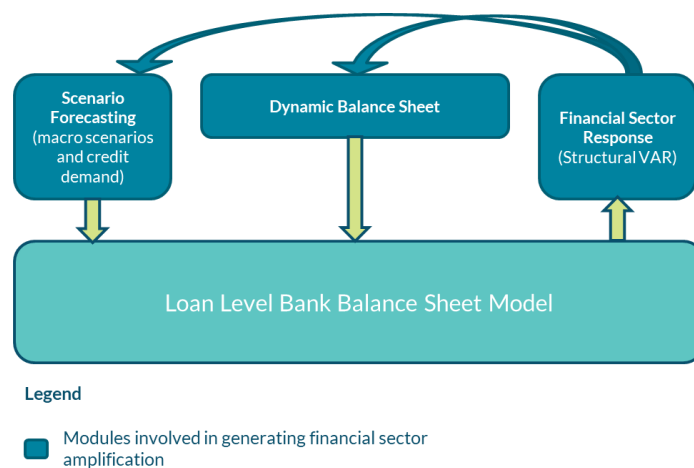 Scenario
Forecasting
(macro scenarios
and credit
demand)
Dynamic Balance Sheet
Financial Sector
Response
(Structural VAR)
Loan Level Bank Balance Sheet Model
Legend
Modules involved in generating financial sector
amplification